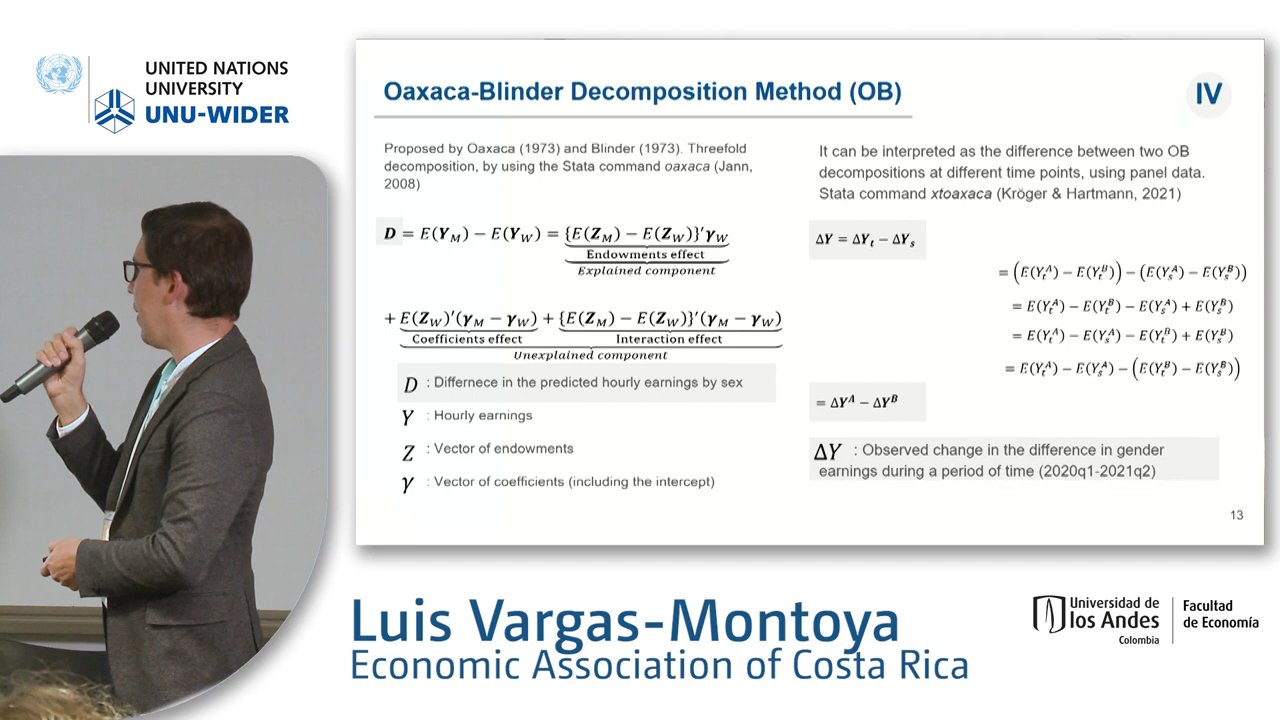 UNITED NATIONS
UNIVERSITY
UNU-WIDER
Oaxaca-Blinder Decomposition Method (OB)
IV
Proposed by Oaxaca (1973) and Blinder (1973). Threefold
decomposition, by using the Stata command oaxaca (Jann,
2008)
D = E(Y_M) − E(Y_W) = {E(Z_M) − E(Z_W)}′γ_W
Endowments effect
Explained component
+ E(Z_W)′(γ_M − γ_W) + {E(Z_M) − E(Z_W)}′(γ_M − γ_W)
Coefficients effect Interaction effect
Unexplained component
D : Differnece in the predicted hourly earnings by sex
Y : Hourly earnings
Z : Vector of endowments
γ : Vector of coefficients (including the intercept)
It can be interpreted as the difference between two OB
decompositions at different time points, using panel data.
Stata command xtoaxaca (Kröger & Hartmann, 2021)
ΔY = ΔY_t − ΔY_s
= (E(Y_t^A) − E(Y_t^B)) − (E(Y_s^A) − E(Y_s^B))
= E(Y_t^A) − E(Y_t^B) − E(Y_s^A) + E(Y_s^B)
= E(Y_t^A) − E(Y_s^A) − E(Y_t^B) + E(Y_s^B)
= E(Y_t^A) − E(Y_s^A) − (E(Y_t^B) − E(Y_s^B))
= ΔY^A − ΔY^B
ΔY : Observed change in the difference in gender
earnings during a period of time (2020q1-2021q2)
13
Luis Vargas-Montoya
Economic Association of Costa Rica
Universidad de
los Andes
Colombia
Facultad
de Economía